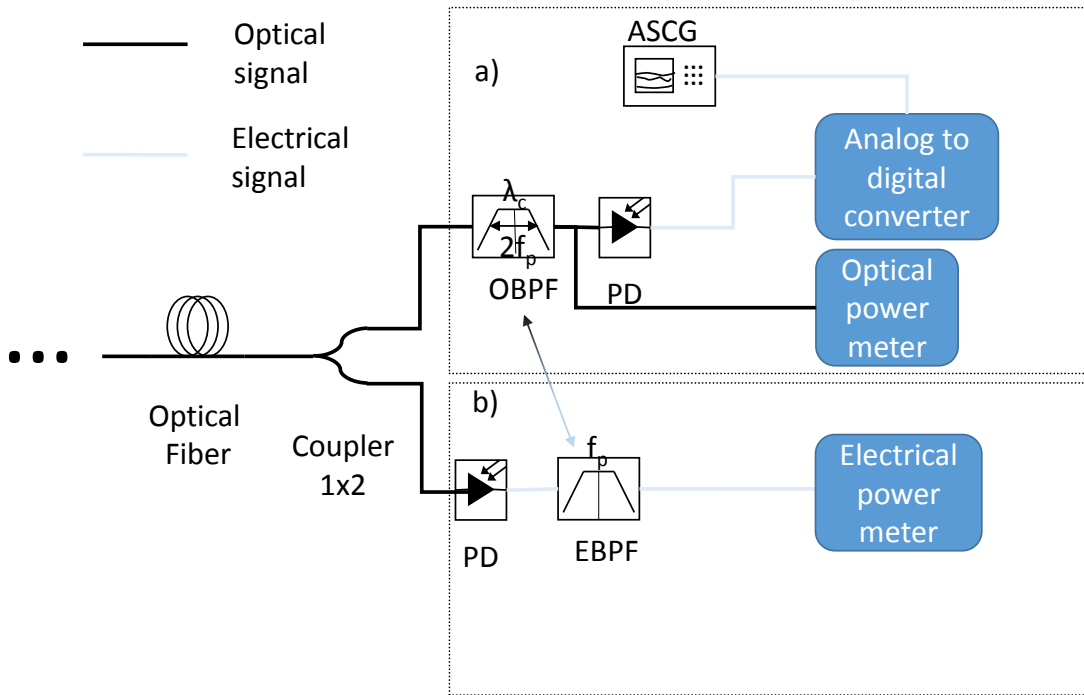 Optical
signal
Electrical
signal
a)
ASCG
Analog to
digital
converter
λc
2fp
OBPF
PD
Optical
power
meter
Optical
Fiber
Coupler
1x2
b)
PD
fp
EBPF
Electrical
power
meter